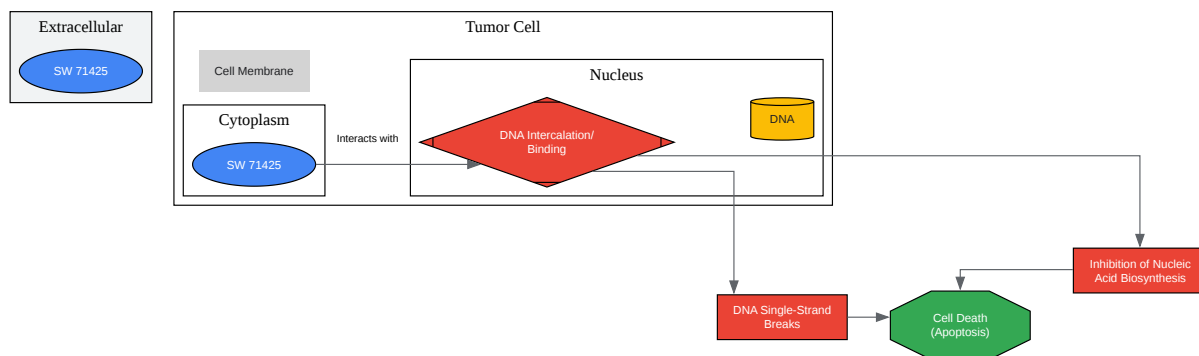 Extracellular
SW 71425
Tumor Cell
Cell Membrane
Cytoplasm
SW 71425
Interacts with
Nucleus
DNA Intercalation/
Binding
DNA
DNA Single-Strand
Breaks
Cell Death
(Apoptosis)
Inhibition of Nucleic
Acid Biosynthesis